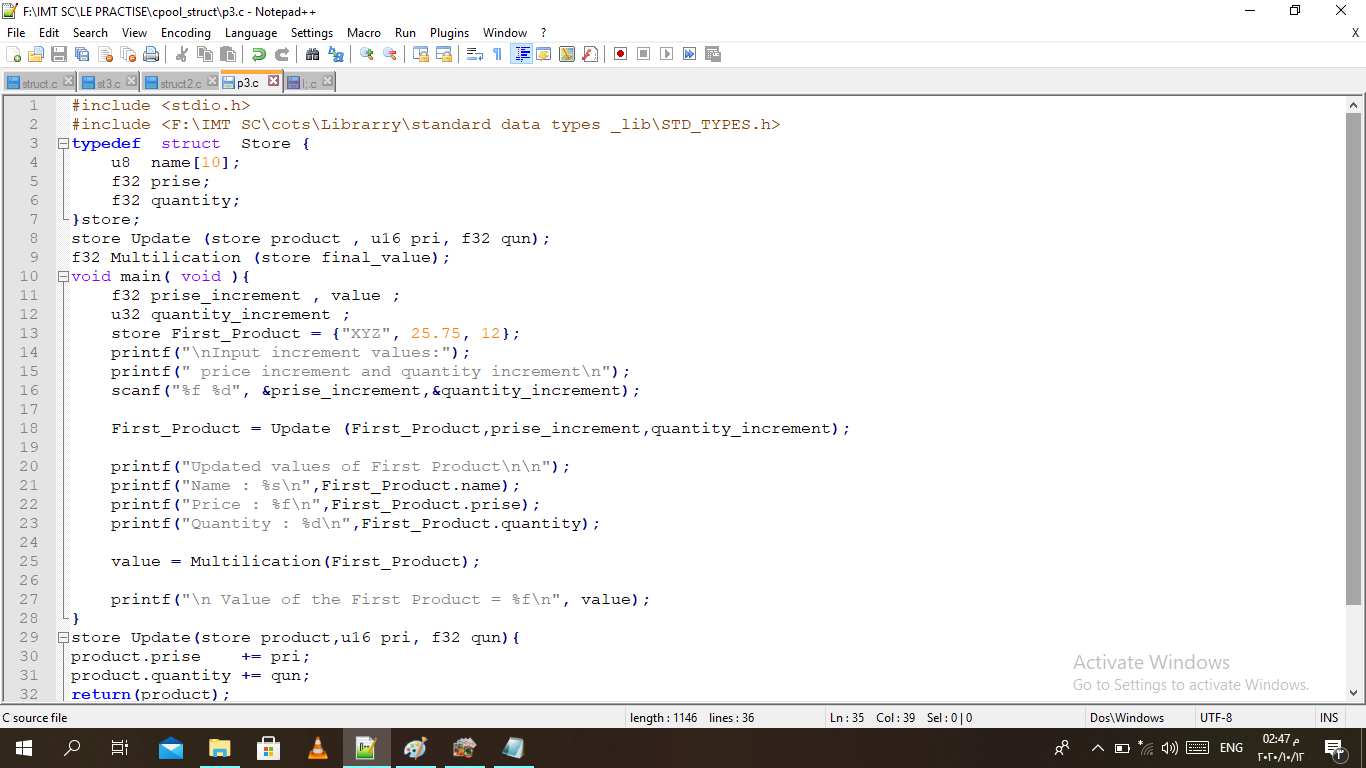 F:\IMT SC\LE PRACTISE\cpool_struct\p3.c - Notepad++
File Edit Search View Encoding Language Settings Macro Run Plugins Window ? X
struct.c st3.c struct2.c p3.c l;.c
1 #include <stdio.h>
2 #include <F:\IMT SC\cots\Librarry\standard data types _lib\STD_TYPES.h>
3 typedef  struct  Store {
4     u8  name[10];
5     f32 prise;
6     f32 quantity;
7 }store;
8 store Update (store product , u16 pri, f32 qun);
9 f32 Multilication (store final_value);
10 void main( void ){
11     f32 prise_increment , value ;
12     u32 quantity_increment ;
13     store First_Product = {"XYZ", 25.75, 12};
14     printf("\nInput increment values:");
15     printf(" price increment and quantity increment\n");
16     scanf("%f %d", &prise_increment,&quantity_increment);
17
18     First_Product = Update (First_Product,prise_increment,quantity_increment);
19
20     printf("Updated values of First Product\n\n");
21     printf("Name : %s\n",First_Product.name);
22     printf("Price : %f\n",First_Product.prise);
23     printf("Quantity : %d\n",First_Product.quantity);
24
25     value = Multilication(First_Product);
26
27     printf("\n Value of the First Product = %f\n", value);
28 }
29 store Update(store product,u16 pri, f32 qun){
30 product.prise    += pri;
31 product.quantity += qun;
32 return(product);
Activate Windows
Go to Settings to activate Windows.
C source file length : 1146 lines : 36 Ln : 35 Col : 39 Sel : 0 | 0 Dos\Windows UTF-8 INS
ENG 02:47 م
٢٠٢٠/١٠/١٢
٣